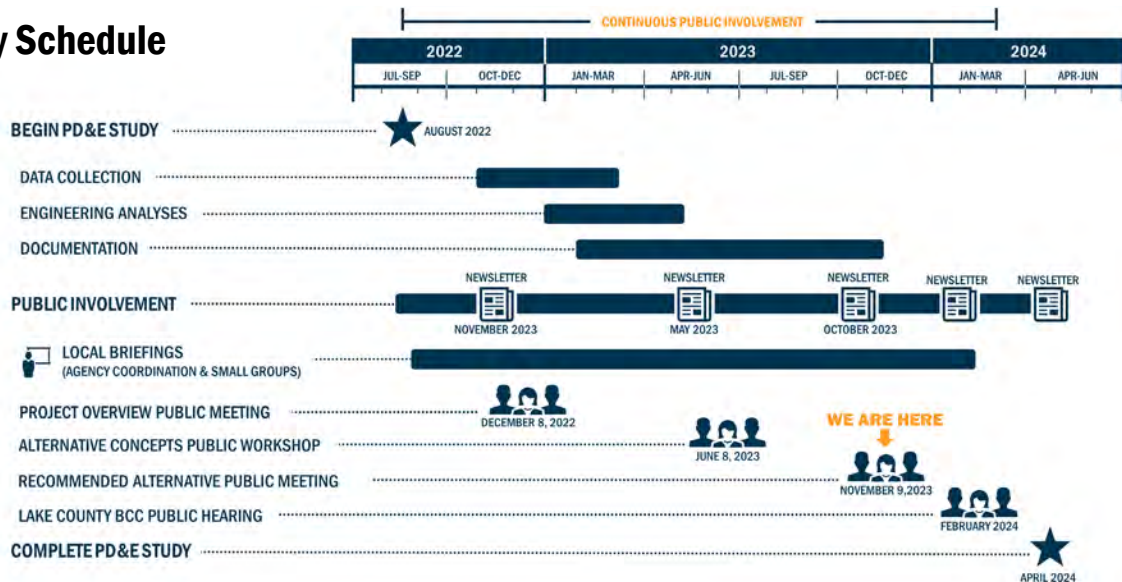 y Schedule
CONTINUOUS PUBLIC INVOLVEMENT
2022 2023 2024
JUL-SEP OCT-DEC JAN-MAR APR-JUN JUL-SEP OCT-DEC JAN-MAR APR-JUN
BEGIN PD&E STUDY AUGUST 2022
DATA COLLECTION
ENGINEERING ANALYSES
DOCUMENTATION
NEWSLETTER NEWSLETTER NEWSLETTER NEWSLETTER NEWSLETTER
PUBLIC INVOLVEMENT
NOVEMBER 2023 MAY 2023 OCTOBER 2023
LOCAL BRIEFINGS
(AGENCY COORDINATION & SMALL GROUPS)
PROJECT OVERVIEW PUBLIC MEETING
DECEMBER 8, 2022
WE ARE HERE
ALTERNATIVE CONCEPTS PUBLIC WORKSHOP
JUNE 8, 2023
RECOMMENDED ALTERNATIVE PUBLIC MEETING
NOVEMBER 9,2023
LAKE COUNTY BCC PUBLIC HEARING
FEBRUARY 2024
COMPLETE PD&E STUDY
APRIL 2024